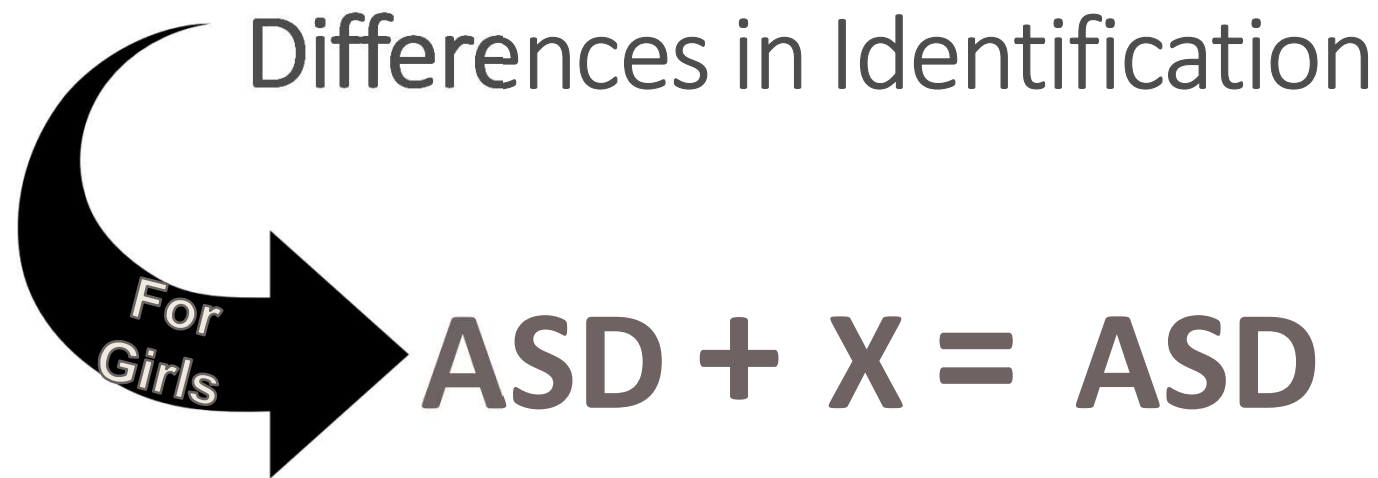 Differences in Identification
For
Girls
ASD + X = ASD